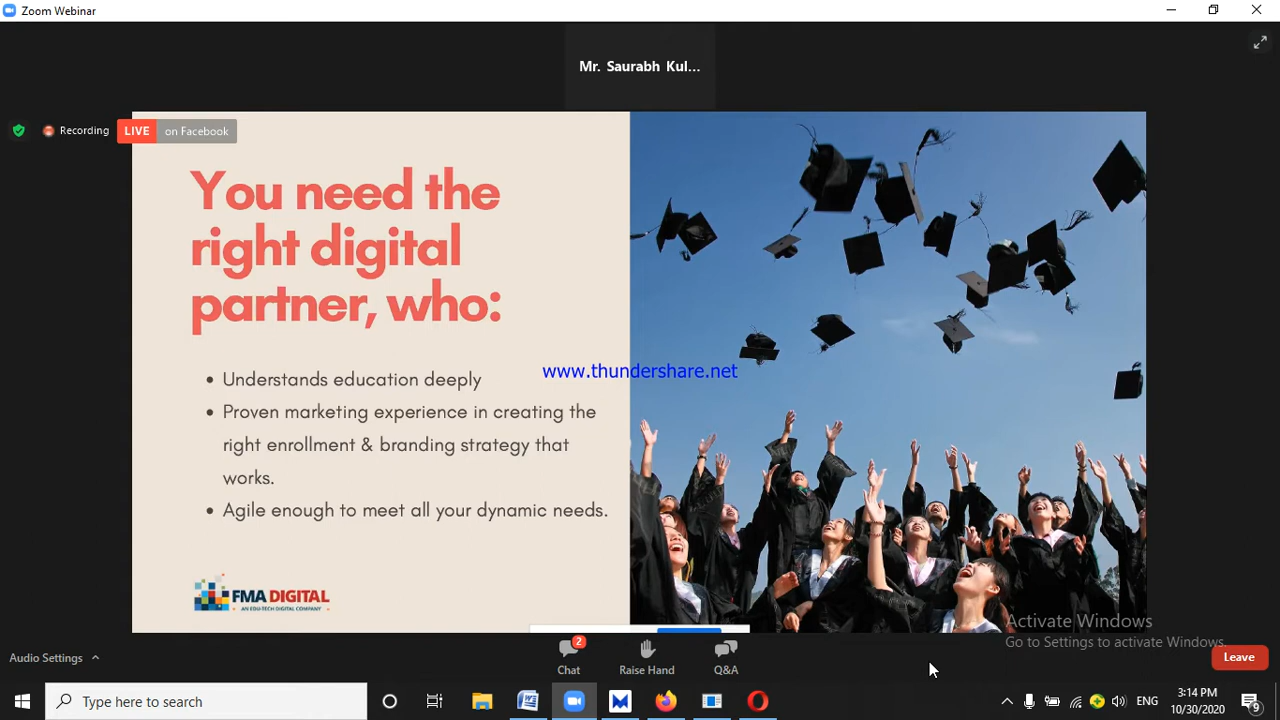 Zoom Webinar
Mr. Saurabh Kul...
Recording
LIVE on Facebook
You need the
right digital
partner, who:
www.thundershare.net
• Understands education deeply
• Proven marketing experience in creating the
right enrollment & branding strategy that
works.
• Agile enough to meet all your dynamic needs.
FMA DIGITAL
AN EDU-TECH DIGITAL COMPANY
Activate Windows
Go to Settings to activate Windows.
Audio Settings
2
Chat
Raise Hand
Q&A
Leave
Type here to search
ENG
3:14 PM
10/30/2020
9